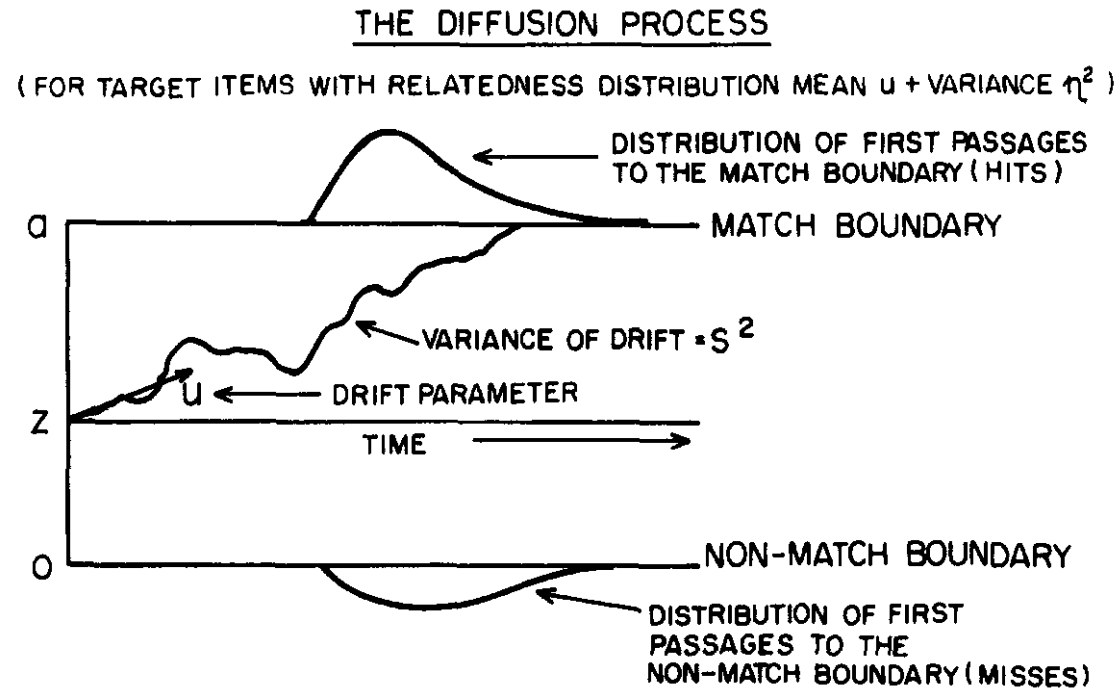 THE DIFFUSION PROCESS
(FOR TARGET ITEMS WITH RELATEDNESS DISTRIBUTION MEAN u + VARIANCE η²)
DISTRIBUTION OF FIRST PASSAGES
TO THE MATCH BOUNDARY (HITS)
a
MATCH BOUNDARY
VARIANCE OF DRIFT = S²
u
DRIFT PARAMETER
Z
TIME
O
NON-MATCH BOUNDARY
DISTRIBUTION OF FIRST
PASSAGES TO THE
NON-MATCH BOUNDARY (MISSES)